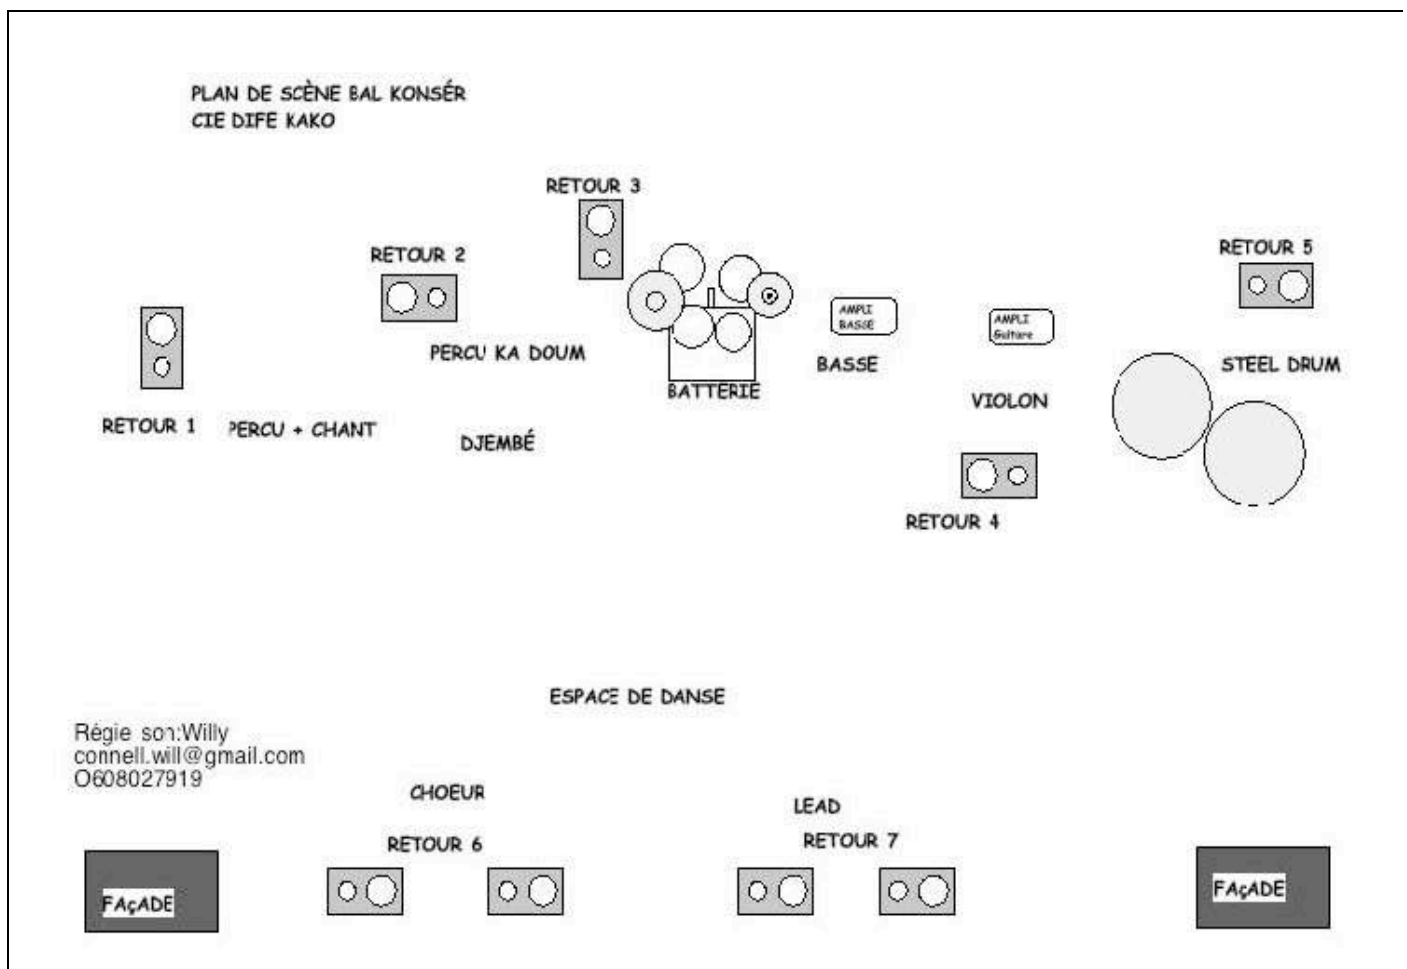 PLAN DE SCÈNE BAL KONSÉR
CIE DIFE KAKO
RETOUR 3
RETOUR 2
RETOUR 5
AMPLI
BASSE
AMPLI
Guitare
PERCU KA DOUM
BASSE
STEEL DRUM
BATTERIE
VIOLON
RETOUR 1
PERCU + CHANT
DJEMBÉ
RETOUR 4
ESPACE DE DANSE
Régie son:Willy
connell.will@gmail.com
O608027919
CHOEUR
LEAD
RETOUR 6
RETOUR 7
FAçADE
FAçADE